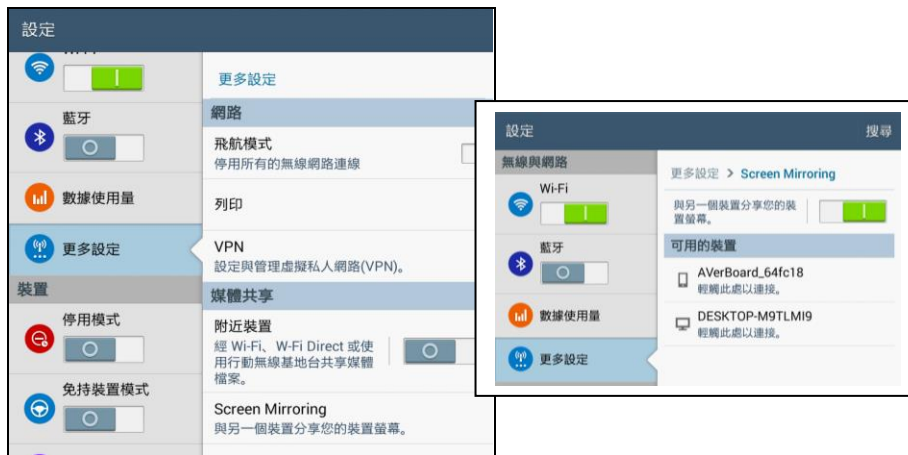 設定
Wi-Fi
藍牙
數據使用量
更多設定
裝置
停用模式
免持裝置模式
更多設定
網路
飛航模式
停用所有的無線網路連線
列印
VPN
設定與管理虛擬私人網路(VPN)。
媒體共享
附近裝置
經 Wi-Fi、Wi-Fi Direct 或使
用行動無線基地台共享媒體
檔案。
Screen Mirroring
與另一個裝置分享您的裝置螢幕。
設定
搜尋
無線與網路
Wi-Fi
藍牙
數據使用量
更多設定
更多設定 > Screen Mirroring
與另一個裝置分享您的裝
置螢幕。
可用的裝置
AVerBoard_64fc18
輕觸此處以連接。
DESKTOP-M9TLMI9
輕觸此處以連接。